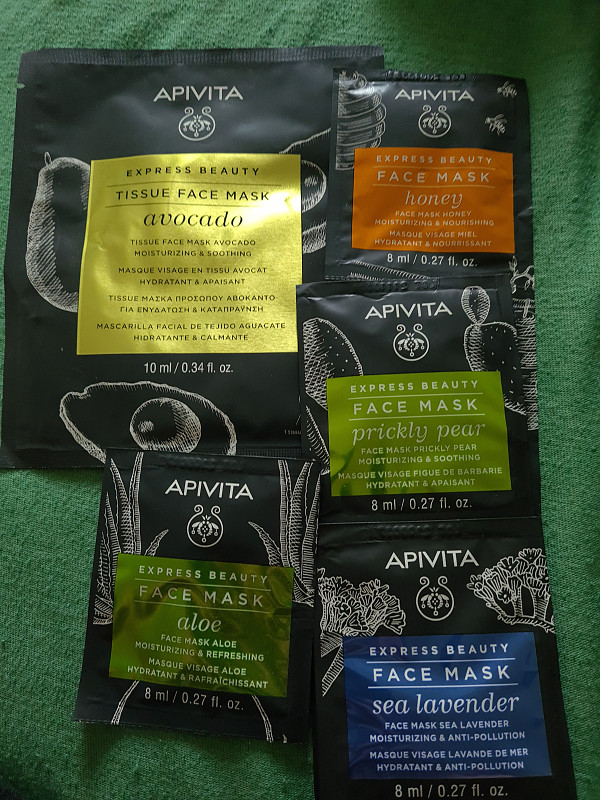 APIVITA
EXPRESS BEAUTY
TISSUE FACE MASK
avocado
TISSUE FACE MASK AVOCADO
MOISTURIZING & SOOTHING
MASQUE VISAGE EN TISSU AVOCAT
HYDRATANT & APAISANT
TISSUE ΜΑΣΚΑ ΠΡΟΣΩΠΟΥ ΑΒΟΚΑΝΤΟ
ΓΙΑ ΕΝΥΔΑΤΩΣΗ & ΚΑΤΑΠΡΑΥΝΣΗ
MASCARILLA FACIAL DE TEJIDO AGUACATE
HIDRATANTE & CALMANTE
10 ml / 0.34 fl. oz.
APIVITA
EXPRESS BEAUTY
FACE MASK
honey
FACE MASK HONEY
MOISTURIZING & NOURISHING
MASQUE VISAGE MIEL
HYDRATANT & NOURRISSANT
8 ml / 0.27 fl. oz.
APIVITA
EXPRESS BEAUTY
FACE MASK
prickly pear
FACE MASK PRICKLY PEAR
MOISTURIZING & SOOTHING
MASQUE VISAGE FIGUE DE BARBARIE
HYDRATANT & APAISANT
8 ml / 0.27 fl. oz.
APIVITA
EXPRESS BEAUTY
FACE MASK
aloe
FACE MASK ALOE
MOISTURIZING & REFRESHING
MASQUE VISAGE ALOE
HYDRATANT & RAFRAÎCHISSANT
8 ml / 0.27 fl. oz.
APIVITA
EXPRESS BEAUTY
FACE MASK
sea lavender
FACE MASK SEA LAVENDER
MOISTURIZING & ANTI-POLLUTION
MASQUE VISAGE LAVANDE DE MER
HYDRATANT & ANTI-POLLUTION
8 ml / 0.27 fl. oz.